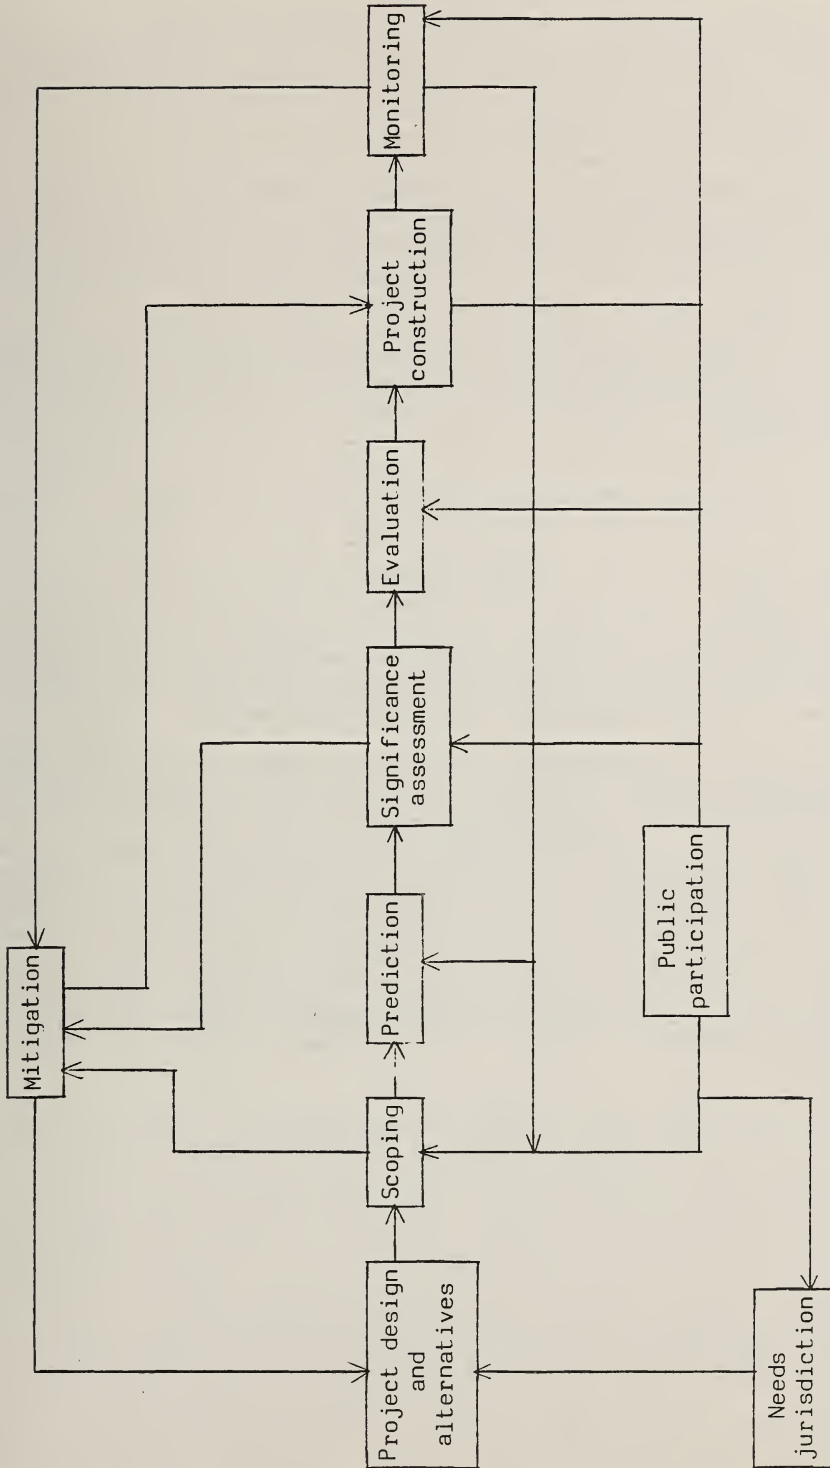 Mitigation
Project design
and
alternatives
Scoping
Prediction
Significance
assessment
Evaluation
Project
construction
Monitoring
Public
participation
Needs
jurisdiction